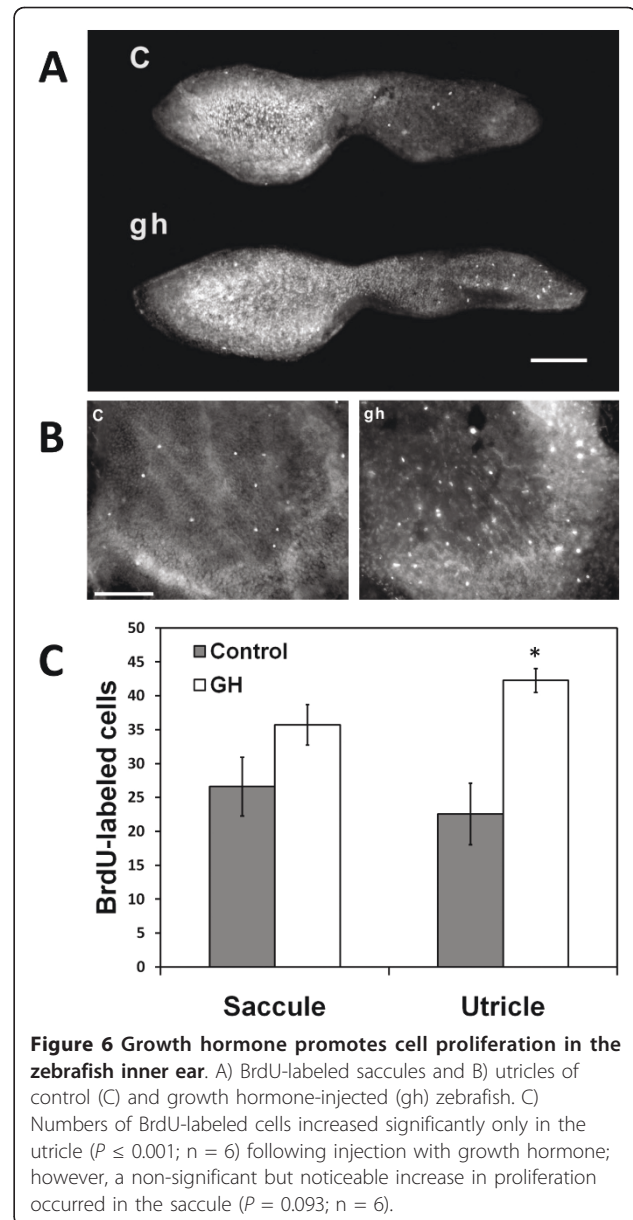 A
C
gh
B
C
gh
C
50
45
40
35
30
25
20
15
10
5
0
BrdU-labeled cells
Control
GH
*
Saccule
Utricle
Figure 6 Growth hormone promotes cell proliferation in the
zebrafish inner ear. A) BrdU-labeled saccules and B) utricles of
control (C) and growth hormone-injected (gh) zebrafish. C)
Numbers of BrdU-labeled cells increased significantly only in the
utricle (P ≤ 0.001; n = 6) following injection with growth hormone;
however, a non-significant but noticeable increase in proliferation
occurred in the saccule (P = 0.093; n = 6).